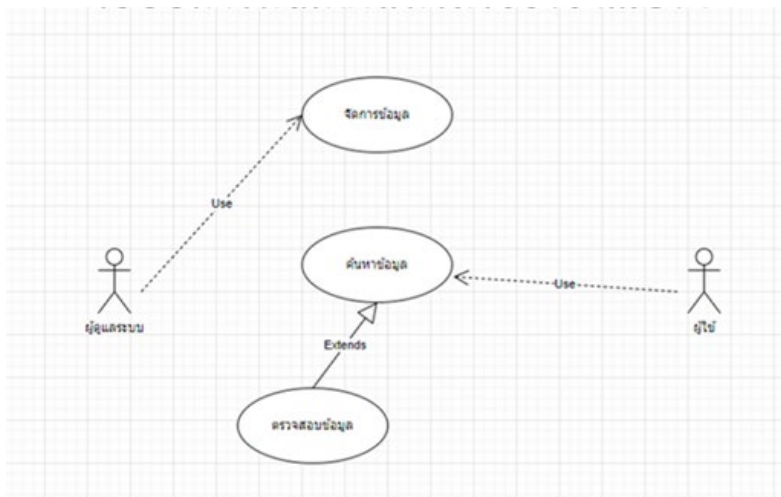 จัดการข้อมูล
Use
ค้นหาข้อมูล
Use
ผู้ดูแลระบบ
ผู้ใช้
Extends
ตรวจสอบข้อมูล